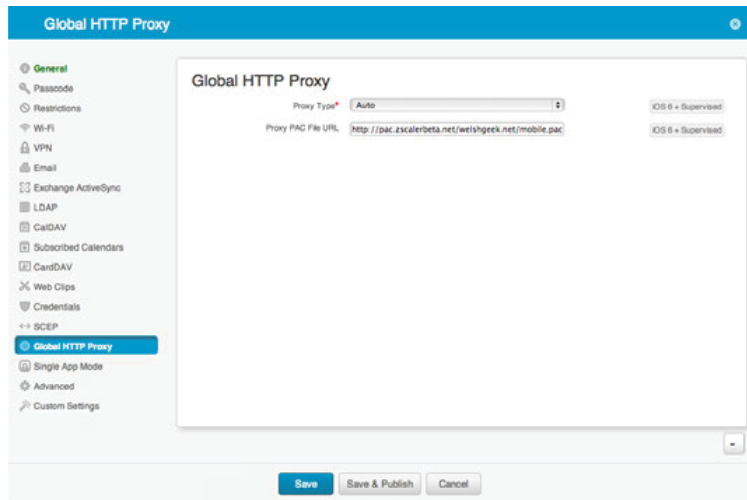 Global HTTP Proxy
General
Passcode
Restrictions
Wi-Fi
VPN
Email
Exchange ActiveSync
LDAP
CalDAV
Subscribed Calendars
CardDAV
Web Clips
Credentials
SCEP
Global HTTP Proxy
Single App Mode
Advanced
Custom Settings
Global HTTP Proxy
Proxy Type* Auto iOS 6 + Supervised
Proxy PAC File URL http://pac.zscalerbeta.net/welshgeek.net/mobile.pac iOS 6 + Supervised
-
Save Save & Publish Cancel